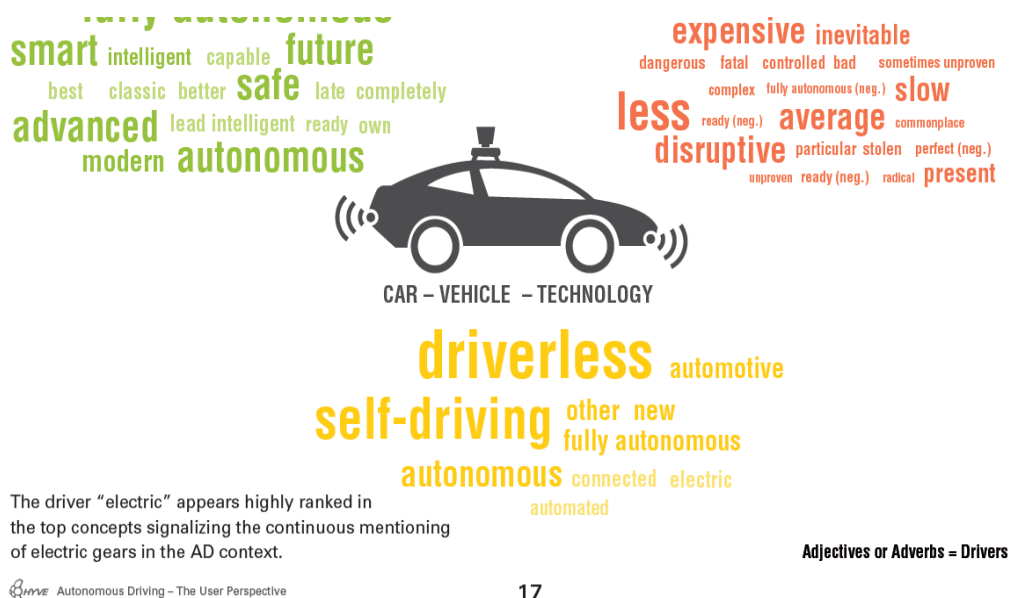 fully autonomous
smart intelligent capable future
best classic better safe late completely
advanced lead intelligent ready own
modern autonomous
expensive inevitable
dangerous fatal controlled bad sometimes unproven
complex fully autonomous (neg.) slow
less ready (neg.) average commonplace
disruptive particular stolen perfect (neg.)
unproven ready (neg.) radical present
CAR – VEHICLE – TECHNOLOGY
driverless automotive
self-driving other new
fully autonomous
autonomous connected electric
automated
The driver “electric” appears highly ranked in
the top concepts signalizing the continuous mentioning
of electric gears in the AD context.
Adjectives or Adverbs = Drivers
HYVE Autonomous Driving – The User Perspective
17